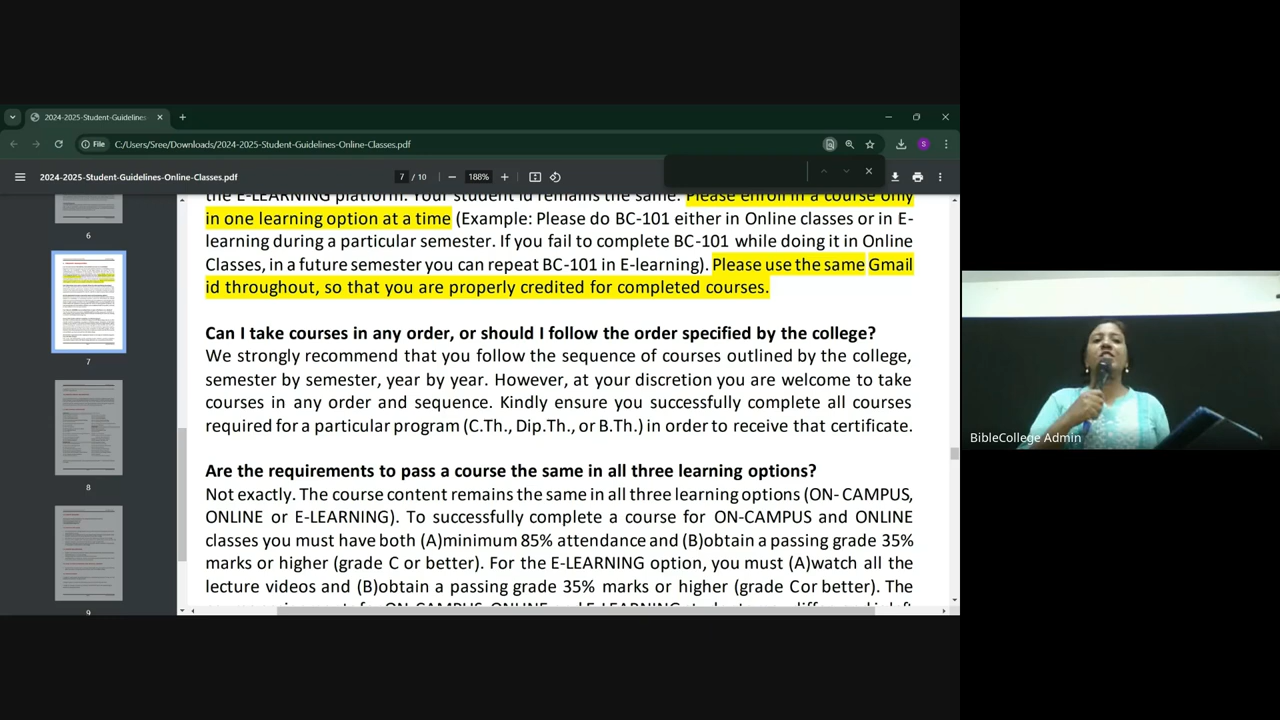 2024-2025-Student-Guidelines-
File
C:/Users/Sree/Downloads/2024-2025-Student-Guidelines-Online-Classes.pdf
S
2024-2025-Student-Guidelines-Online-Classes.pdf
7 / 10
188%
6
7
8
9
the E-LEARNING platform. Your student id remains the same. Please enroll in a course only
in one learning option at a time (Example: Please do BC-101 either in Online classes or in E-
learning during a particular semester. If you fail to complete BC-101 while doing it in Online
Classes, in a future semester you can BC-101 in E-learning). Please use the same Gmail
id throughout, so that you are properly credited for completed courses.
Can I take courses in any order, or should I follow the order specified by the college?
We strongly recommend that you follow the sequence of courses outlined by the college,
semester by semester, year by year. However, at your discretion you are welcome to take
courses in any order and sequence. Kindly ensure you successfully complete all courses
required for a particular program (C.Th., Dip.Th., or B.Th.) in order to receive that certificate.
Are the requirements to pass a course the same in all three learning options?
Not exactly. The course content remains the same in all three learning options (ON- CAMPUS,
ONLINE or E-LEARNING). To successfully complete a course for ON-CAMPUS and ONLINE
classes you must have both (A)minimum 85% attendance and (B)obtain a passing grade 35%
marks or higher (grade C or better). For the E-LEARNING option, you must (A)watch all the
lecture videos and (B)obtain a passing grade 35% marks or higher (grade C or better). The
BibleCollege Admin